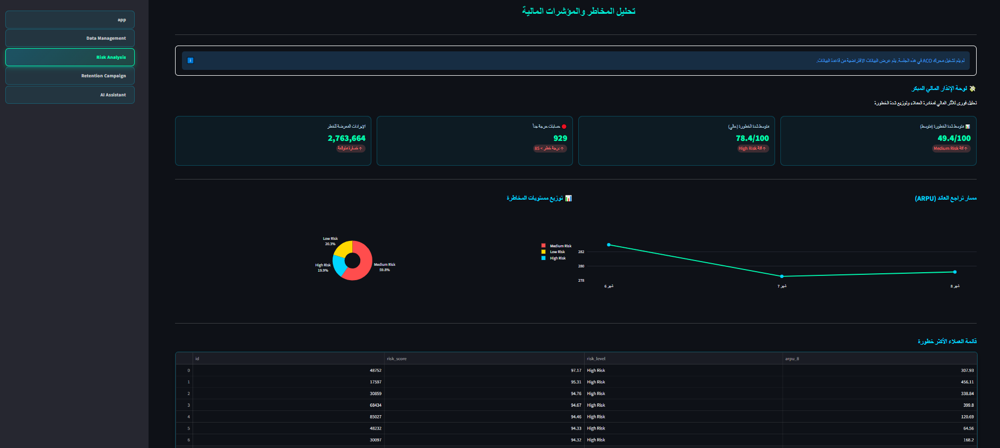 app
Data Management
Risk Analysis
Retention Campaign
AI Assistant
تحليل المخاطر والمؤشرات المالية
لم يتم تشغيل محرك ACO في هذه الجلسة. يتم عرض البيانات الافتراضية من قاعدة البيانات.
لوحة الإنذار المالي المبكر
تحليل فوري للأثر المالي لمغادرة العملاء وتوزيع شدة الخطورة
متوسط شدة الخطورة (متوسط)
49.4/100
↑ فئة Medium Risk
متوسط شدة الخطورة (عالي)
78.4/100
↑ فئة High Risk
حسابات حرجة جداً
929
↑ درجة خطر > 85
الإيرادات المعرضة للخطر
2,763,664
↑ خسارة متوقعة
مسار تراجع العائد (ARPU)
282
280
278
شهر 6
شهر 7
شهر 8
توزيع مستويات المخاطرة
Low Risk
20.3%
High Risk
19.9%
Medium Risk
59.8%
Medium Risk
Low Risk
High Risk
قائمة العملاء الأكثر خطورة
id risk_score risk_level arpu_8
0 48752 97.17 High Risk 307.93
1 17597 95.31 High Risk 456.11
2 30859 94.76 High Risk 338.84
3 68434 94.67 High Risk 399.8
4 85027 94.46 High Risk 120.69
5 48232 94.33 High Risk 64.56
6 30097 94.32 High Risk 168.2